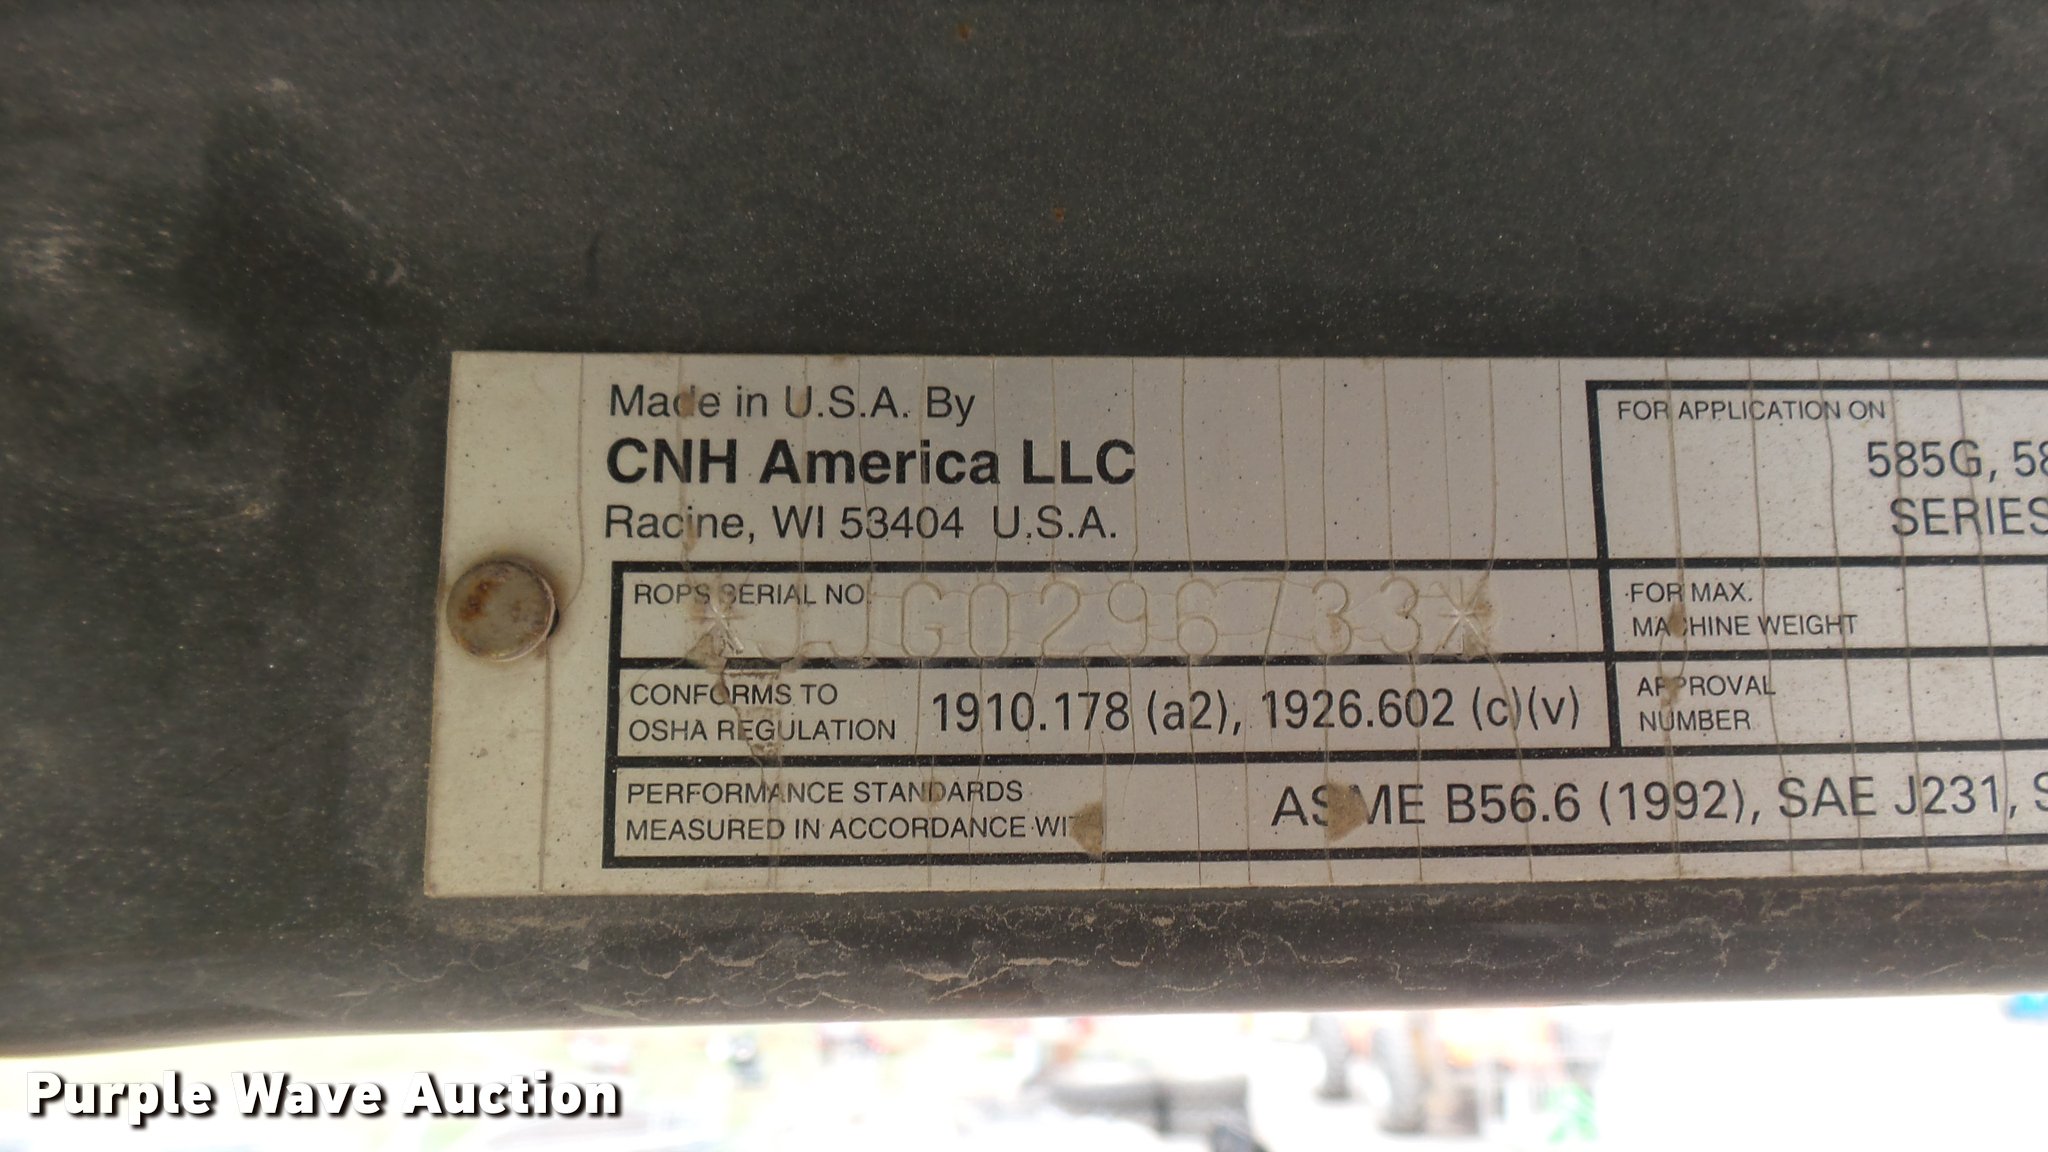 Made in U.S.A. By
CNH America LLC
Racine, WI 53404 U.S.A.
FOR APPLICATION ON
585G, 58
SERIES
ROPS SERIAL NO.
*JJG0296733*
FOR MAX.
MACHINE WEIGHT
CONFORMS TO
OSHA REGULATION
1910.178 (a2), 1926.602 (c)(v)
APPROVAL
NUMBER
PERFORMANCE STANDARDS
MEASURED IN ACCORDANCE WIT
ASME B56.6 (1992), SAE J231, S
Purple Wave Auction